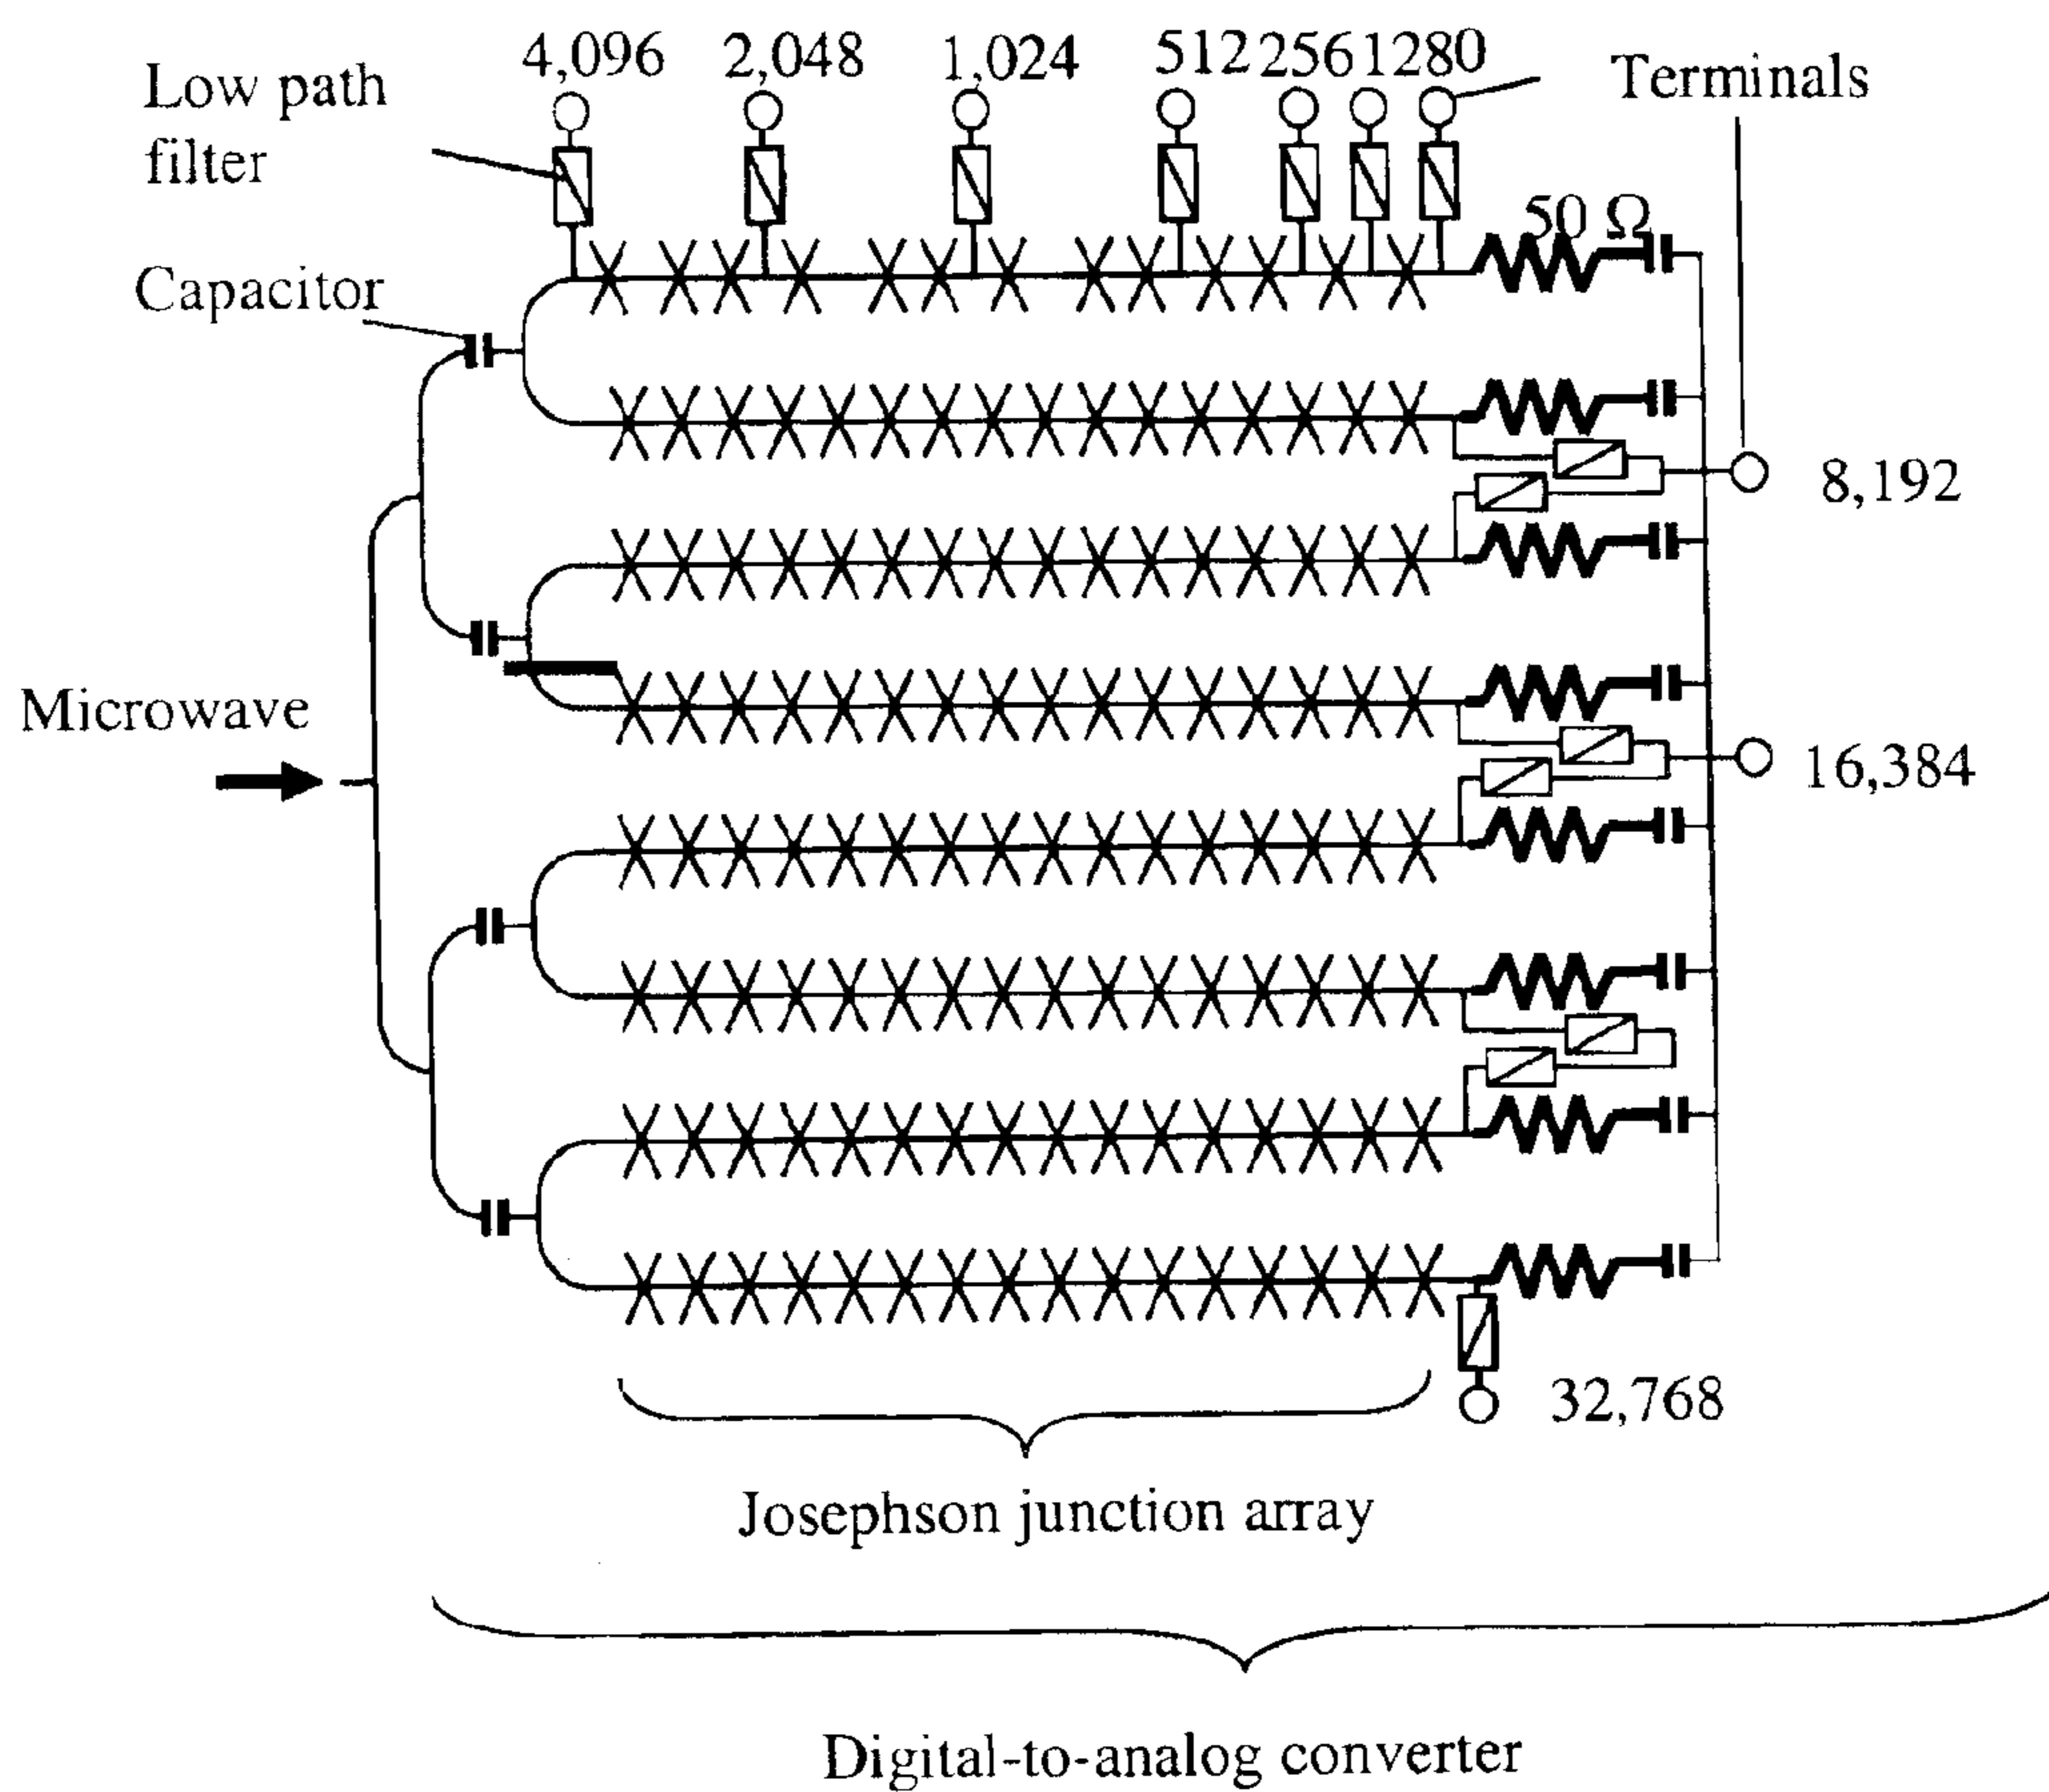 4,096 2,048 1,024 512 256 128 0
Low path
filter
Terminals
50 Ω
Capacitor
8,192
Microwave
16,384
32,768
Josephson junction array
Digital-to-analog converter